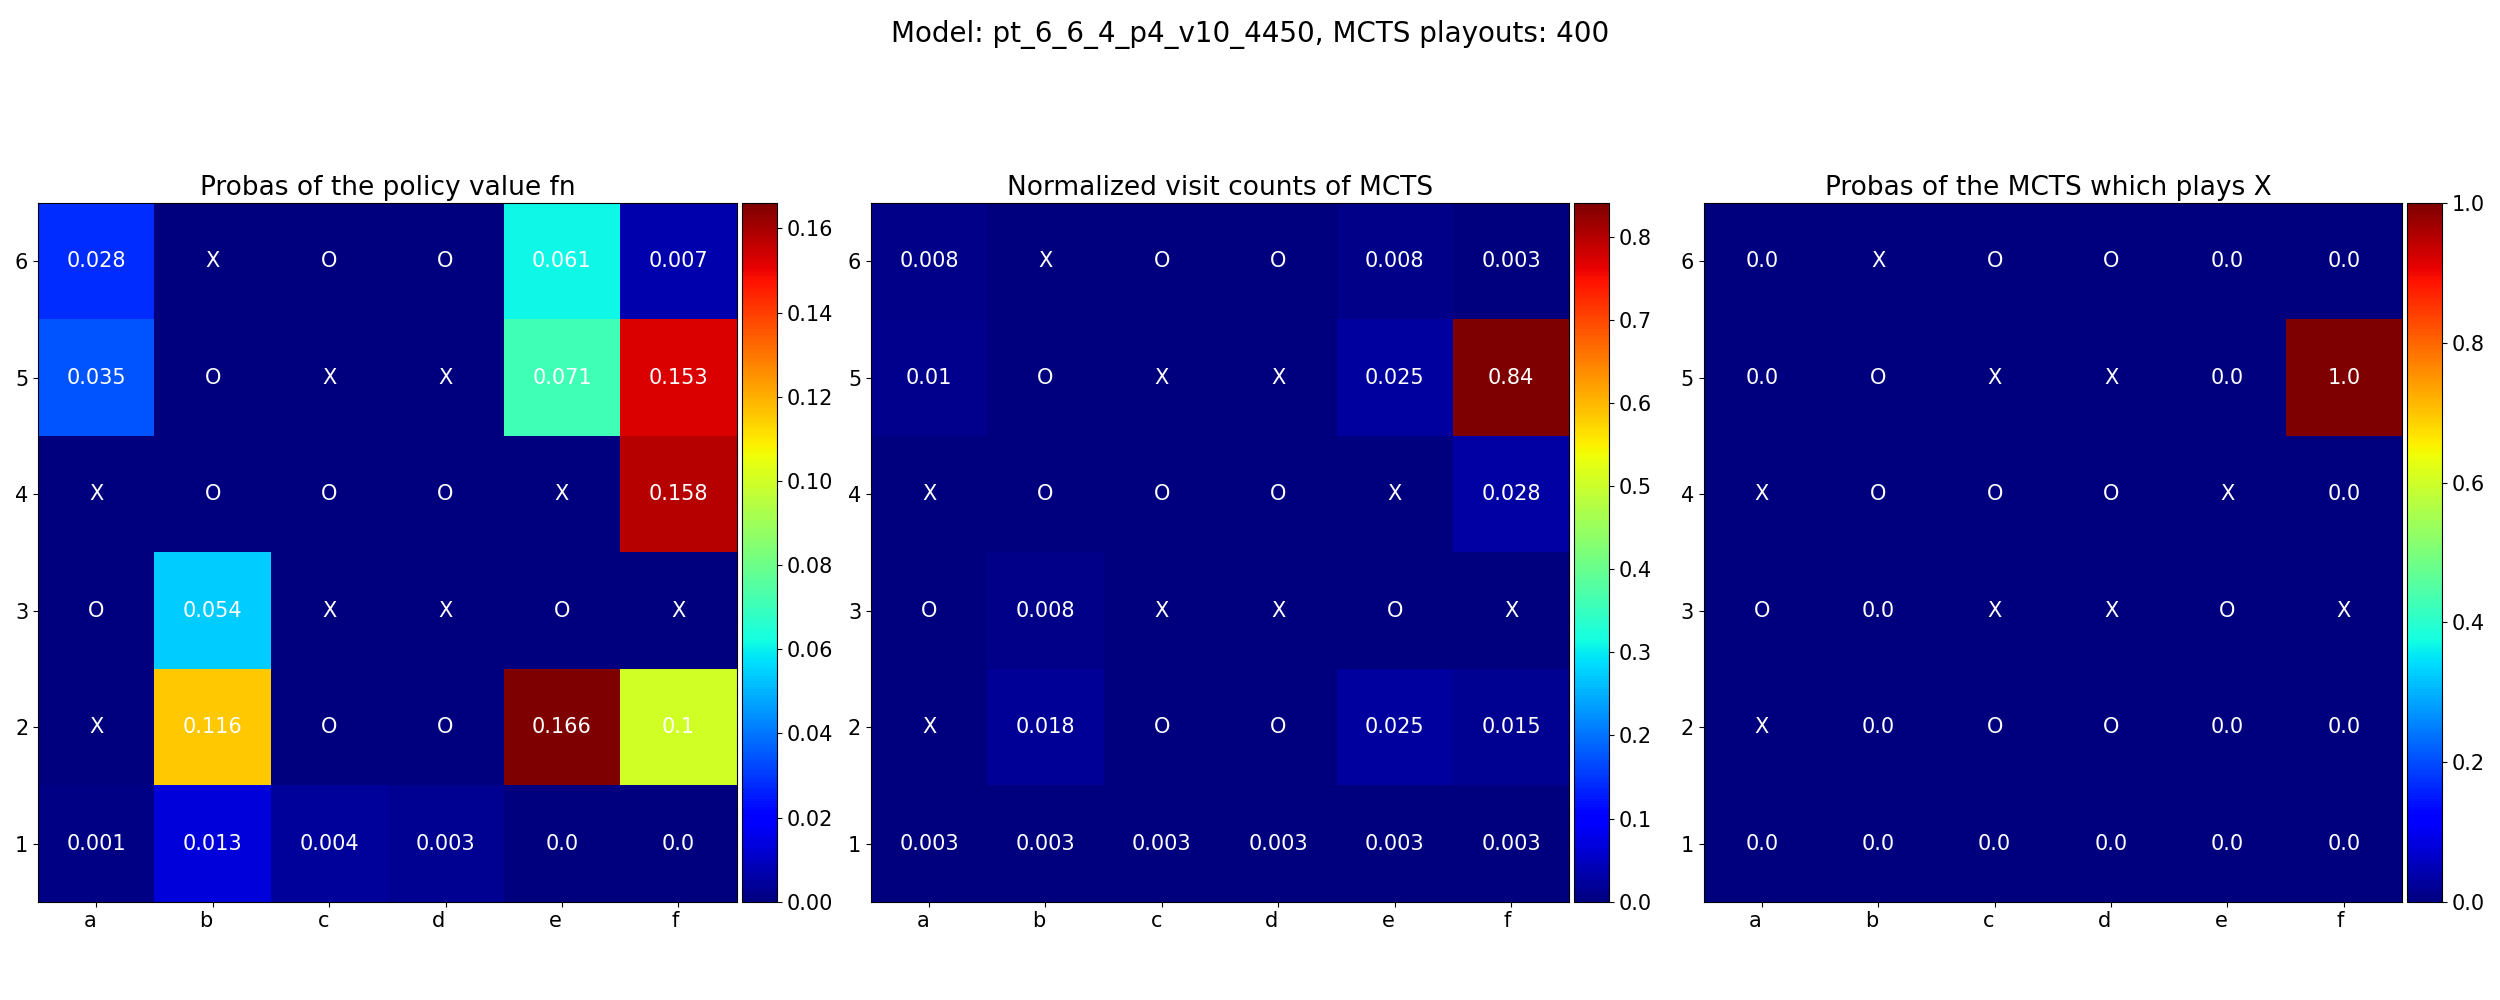 Model: pt_6_6_4_p4_v10_4450, MCTS playouts: 400
Probas of the policy value fn
6 0.028 X O O 0.061 0.007
5 0.035 O X X 0.071 0.153
4 X O O O X 0.158
3 O 0.054 X X O X
2 X 0.116 O O 0.166 0.1
1 0.001 0.013 0.004 0.003 0.0 0.0
a b c d e f
0.16
0.14
0.12
0.10
0.08
0.06
0.04
0.02
0.00
Normalized visit counts of MCTS
6 0.008 X O O 0.008 0.003
5 0.01 O X X 0.025 0.84
4 X O O O X 0.028
3 O 0.008 X X O X
2 X 0.018 O O 0.025 0.015
1 0.003 0.003 0.003 0.003 0.003 0.003
a b c d e f
0.8
0.7
0.6
0.5
0.4
0.3
0.2
0.1
0.0
Probas of the MCTS which plays X
6 0.0 X O O 0.0 0.0
5 0.0 O X X 0.0 1.0
4 X O O O X 0.0
3 O 0.0 X X O X
2 X 0.0 O O 0.0 0.0
1 0.0 0.0 0.0 0.0 0.0 0.0
a b c d e f
1.0
0.8
0.6
0.4
0.2
0.0